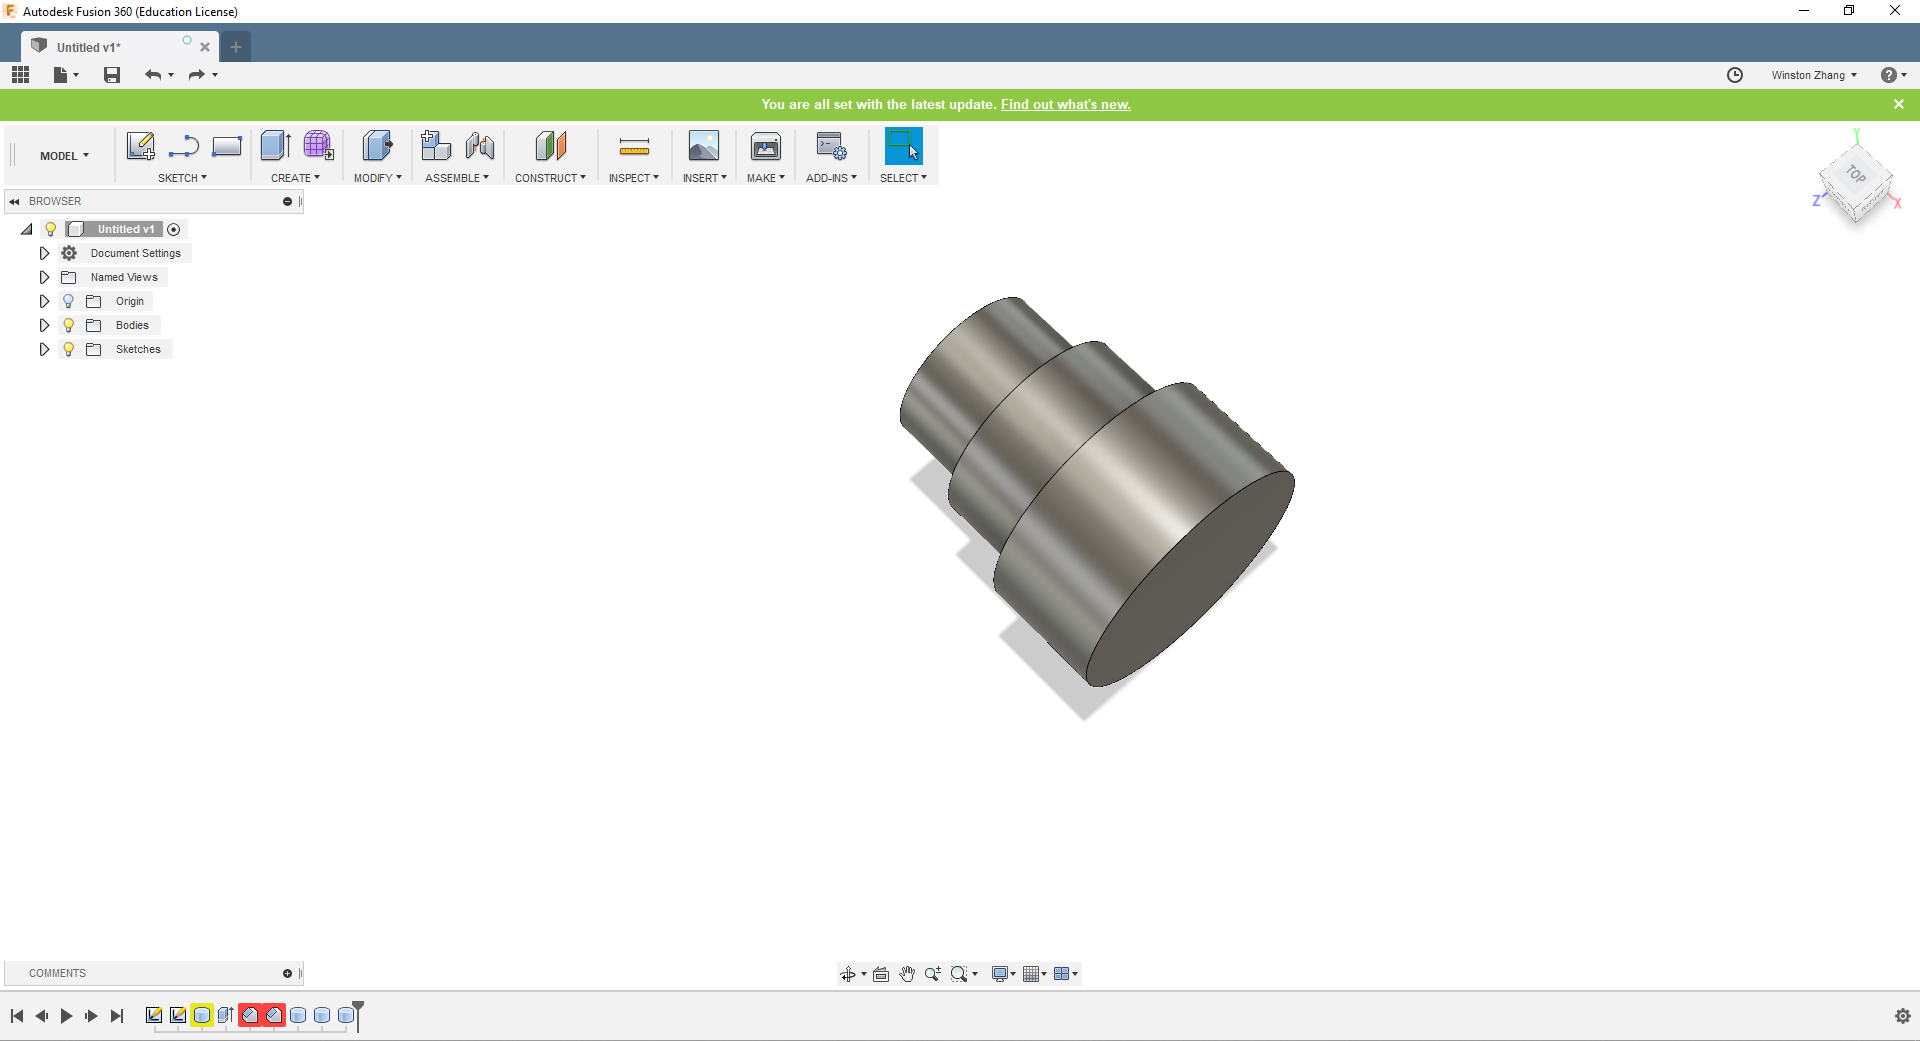 Autodesk Fusion 360 (Education License)
Untitled v1*
Winston Zhang
You are all set with the latest update. Find out what's new.
MODEL
SKETCH
CREATE
MODIFY
ASSEMBLE
CONSTRUCT
INSPECT
INSERT
MAKE
ADD-INS
SELECT
Y
TOP
Z
X
BROWSER
Untitled v1
Document Settings
Named Views
Origin
Bodies
Sketches
COMMENTS